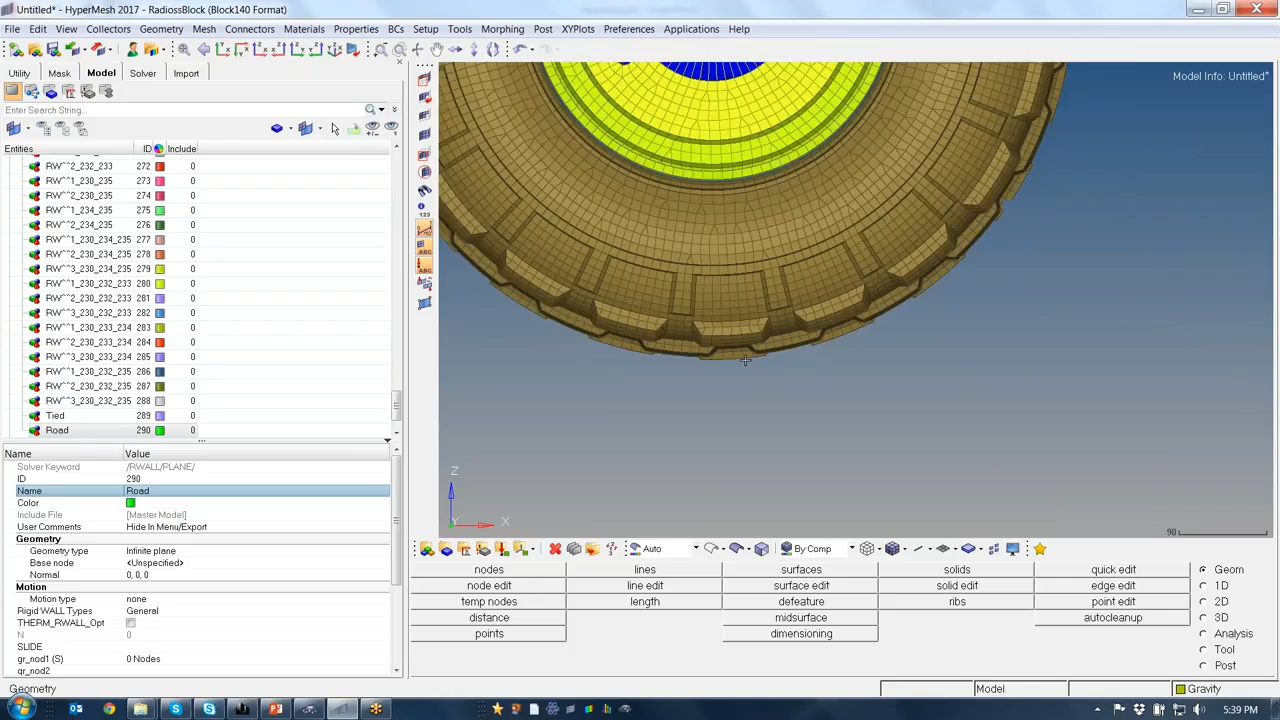 Untitled* - HyperMesh 2017 - RadiossBlock (Block140 Format)
File Edit View Collectors Geometry Mesh Connectors Materials Properties BCs Setup Tools Morphing Post XYPlots Preferences Applications Help
Utility Mask Model Solver Import
Enter Search String...
Entities ID Include
RW^^2_232_233 272 0
RW^^1_230_235 273 0
RW^^2_230_235 274 0
RW^^1_234_235 275 0
RW^^2_234_235 276 0
RW^^1_230_234_235 277 0
RW^^2_230_234_235 278 0
RW^^3_230_234_235 279 0
RW^^1_230_232_233 280 0
RW^^2_230_232_233 281 0
RW^^3_230_232_233 282 0
RW^^1_230_233_234 283 0
RW^^2_230_233_234 284 0
RW^^3_230_233_234 285 0
RW^^1_230_232_235 286 0
RW^^2_230_232_235 287 0
RW^^3_230_232_235 288 0
Tied 289 0
Road 290 0
Name Value
Solver Keyword /RWALL/PLANE/
ID 290
Name Road
Color
Include File [Master Model]
User Comments Hide In Menu/Export
Geometry
Geometry type Infinite plane
Base node <Unspecified>
Normal 0, 0, 0
Motion
Motion type none
Rigid WALL Types General
THERM_RWALL_Opt
N 0
SLIDE
gr_nod1 (S) 0 Nodes
gr_nod2
Geometry
123
ABC
ABC
Model Info: Untitled*
Z
Y
X
90
Auto By Comp
nodes lines surfaces solids quick edit Geom
node edit line edit surface edit solid edit edge edit 1D
temp nodes length defeature ribs point edit 2D
distance midsurface autocleanup 3D
points dimensioning Analysis
Tool
Post
Model Gravity
5:39 PM